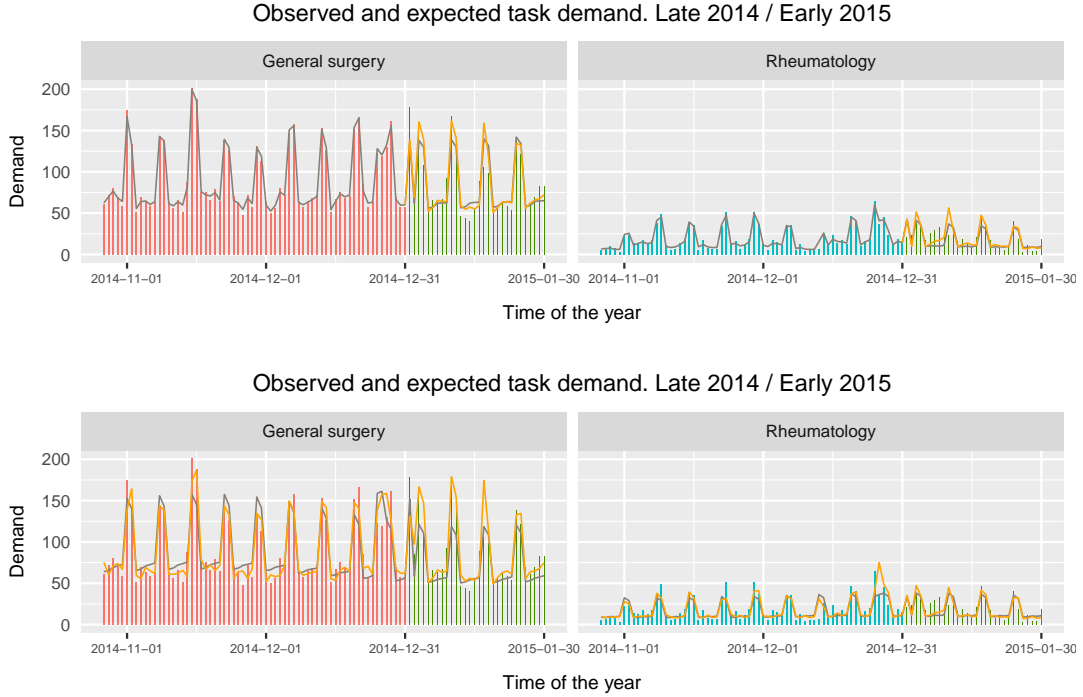 Observed and expected task demand. Late 2014 / Early 2015
General surgery
Rheumatology
Demand
200
150
100
50
0
2014−11−01
2014−12−01
2014−12−31
2015−01−30
2014−11−01
2014−12−01
2014−12−31
2015−01−30
Time of the year
Observed and expected task demand. Late 2014 / Early 2015
General surgery
Rheumatology
Demand
200
150
100
50
0
2014−11−01
2014−12−01
2014−12−31
2015−01−30
2014−11−01
2014−12−01
2014−12−31
2015−01−30
Time of the year